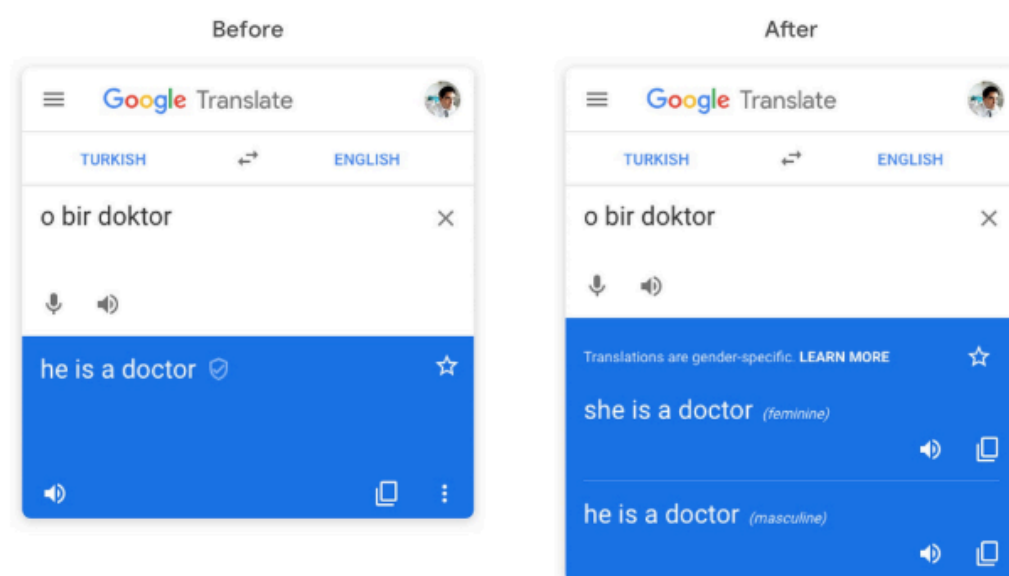 Before
Google Translate
TURKISH ENGLISH
o bir doktor
he is a doctor
After
Google Translate
TURKISH ENGLISH
o bir doktor
Translations are gender-specific. LEARN MORE
she is a doctor (feminine)
he is a doctor (masculine)